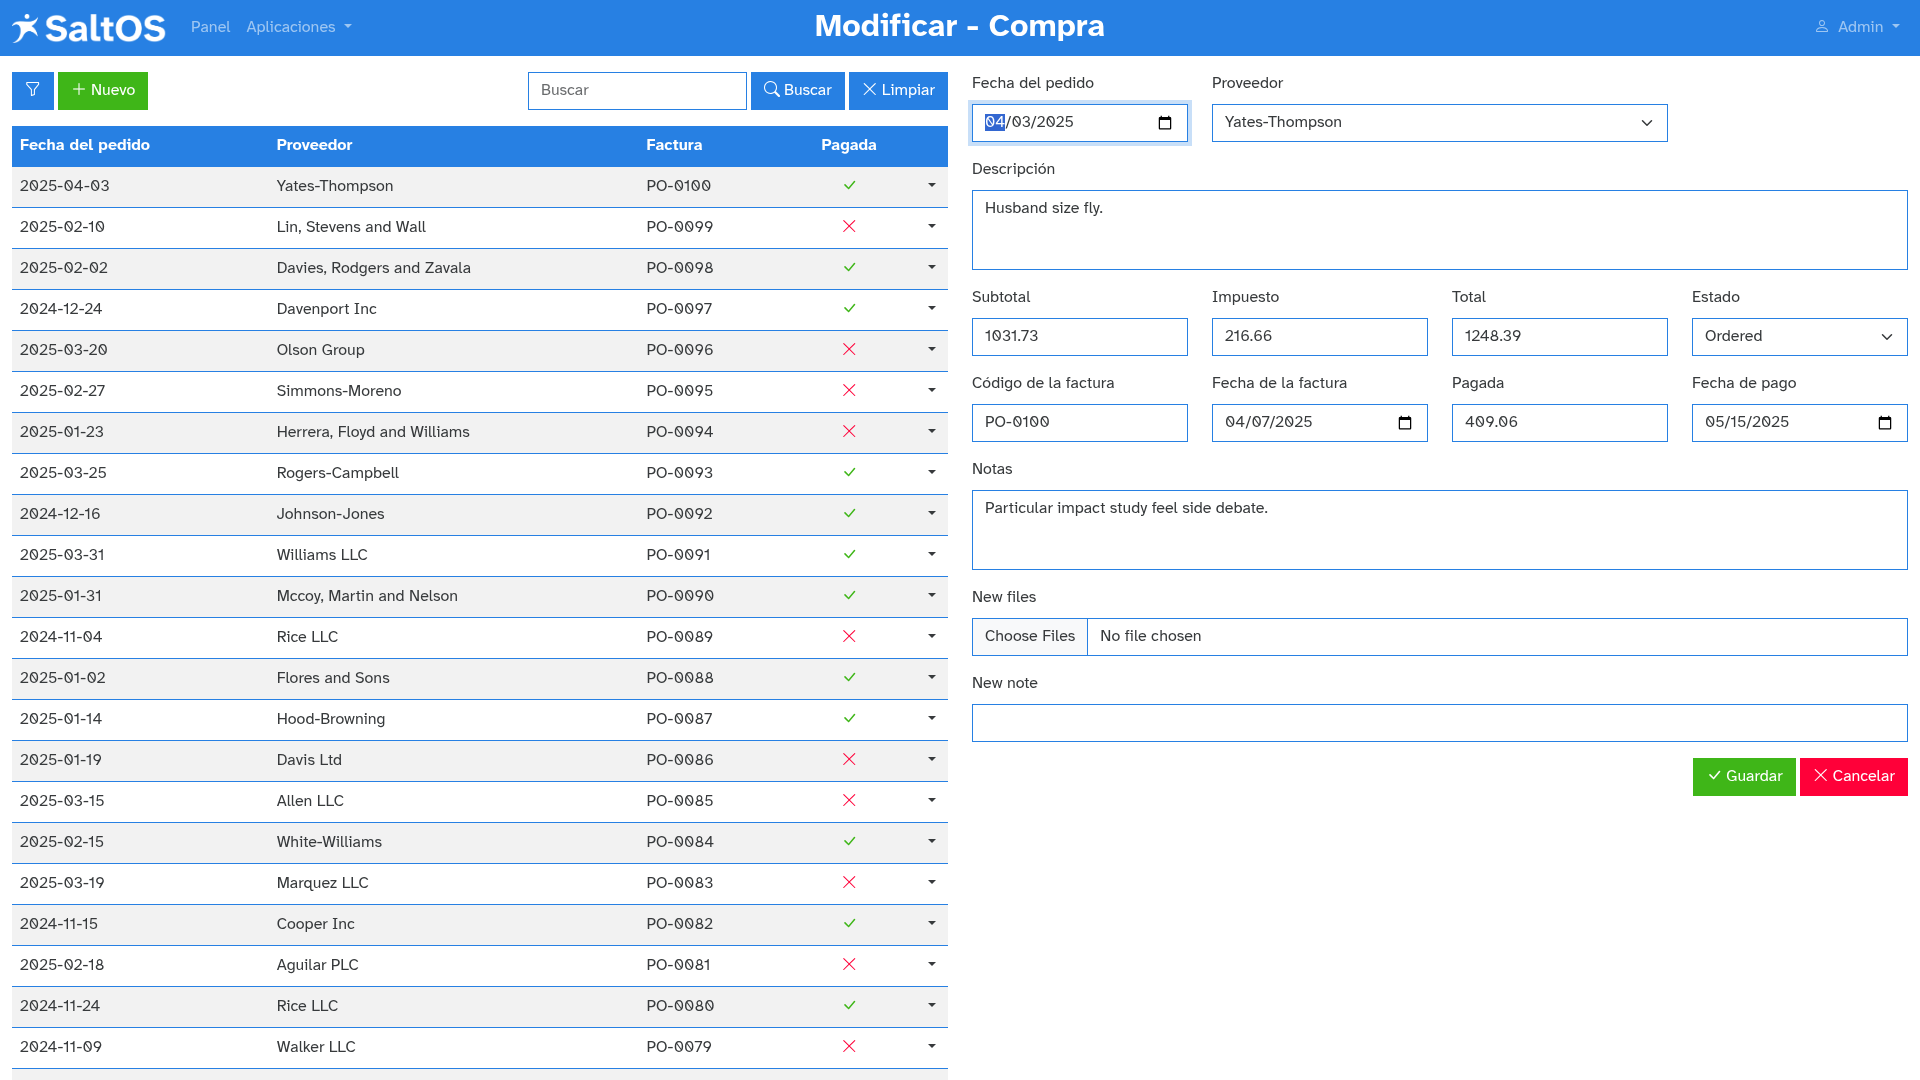 SaltOS Panel Aplicaciones Modificar - Compra Admin
Nuevo Buscar Buscar Limpiar
Fecha del pedido Proveedor Factura Pagada
2025-04-03 Yates-Thompson PO-0100
2025-02-10 Lin, Stevens and Wall PO-0099
2025-02-02 Davies, Rodgers and Zavala PO-0098
2024-12-24 Davenport Inc PO-0097
2025-03-20 Olson Group PO-0096
2025-02-27 Simmons-Moreno PO-0095
2025-01-23 Herrera, Floyd and Williams PO-0094
2025-03-25 Rogers-Campbell PO-0093
2024-12-16 Johnson-Jones PO-0092
2025-03-31 Williams LLC PO-0091
2025-01-31 Mccoy, Martin and Nelson PO-0090
2024-11-04 Rice LLC PO-0089
2025-01-02 Flores and Sons PO-0088
2025-01-14 Hood-Browning PO-0087
2025-01-19 Davis Ltd PO-0086
2025-03-15 Allen LLC PO-0085
2025-02-15 White-Williams PO-0084
2025-03-19 Marquez LLC PO-0083
2024-11-15 Cooper Inc PO-0082
2025-02-18 Aguilar PLC PO-0081
2024-11-24 Rice LLC PO-0080
2024-11-09 Walker LLC PO-0079
Fecha del pedido Proveedor
04/03/2025 Yates-Thompson
Descripción
Husband size fly.
Subtotal Impuesto Total Estado
1031.73 216.66 1248.39 Ordered
Código de la factura Fecha de la factura Pagada Fecha de pago
PO-0100 04/07/2025 409.06 05/15/2025
Notas
Particular impact study feel side debate.
New files
Choose Files No file chosen
New note
Guardar Cancelar